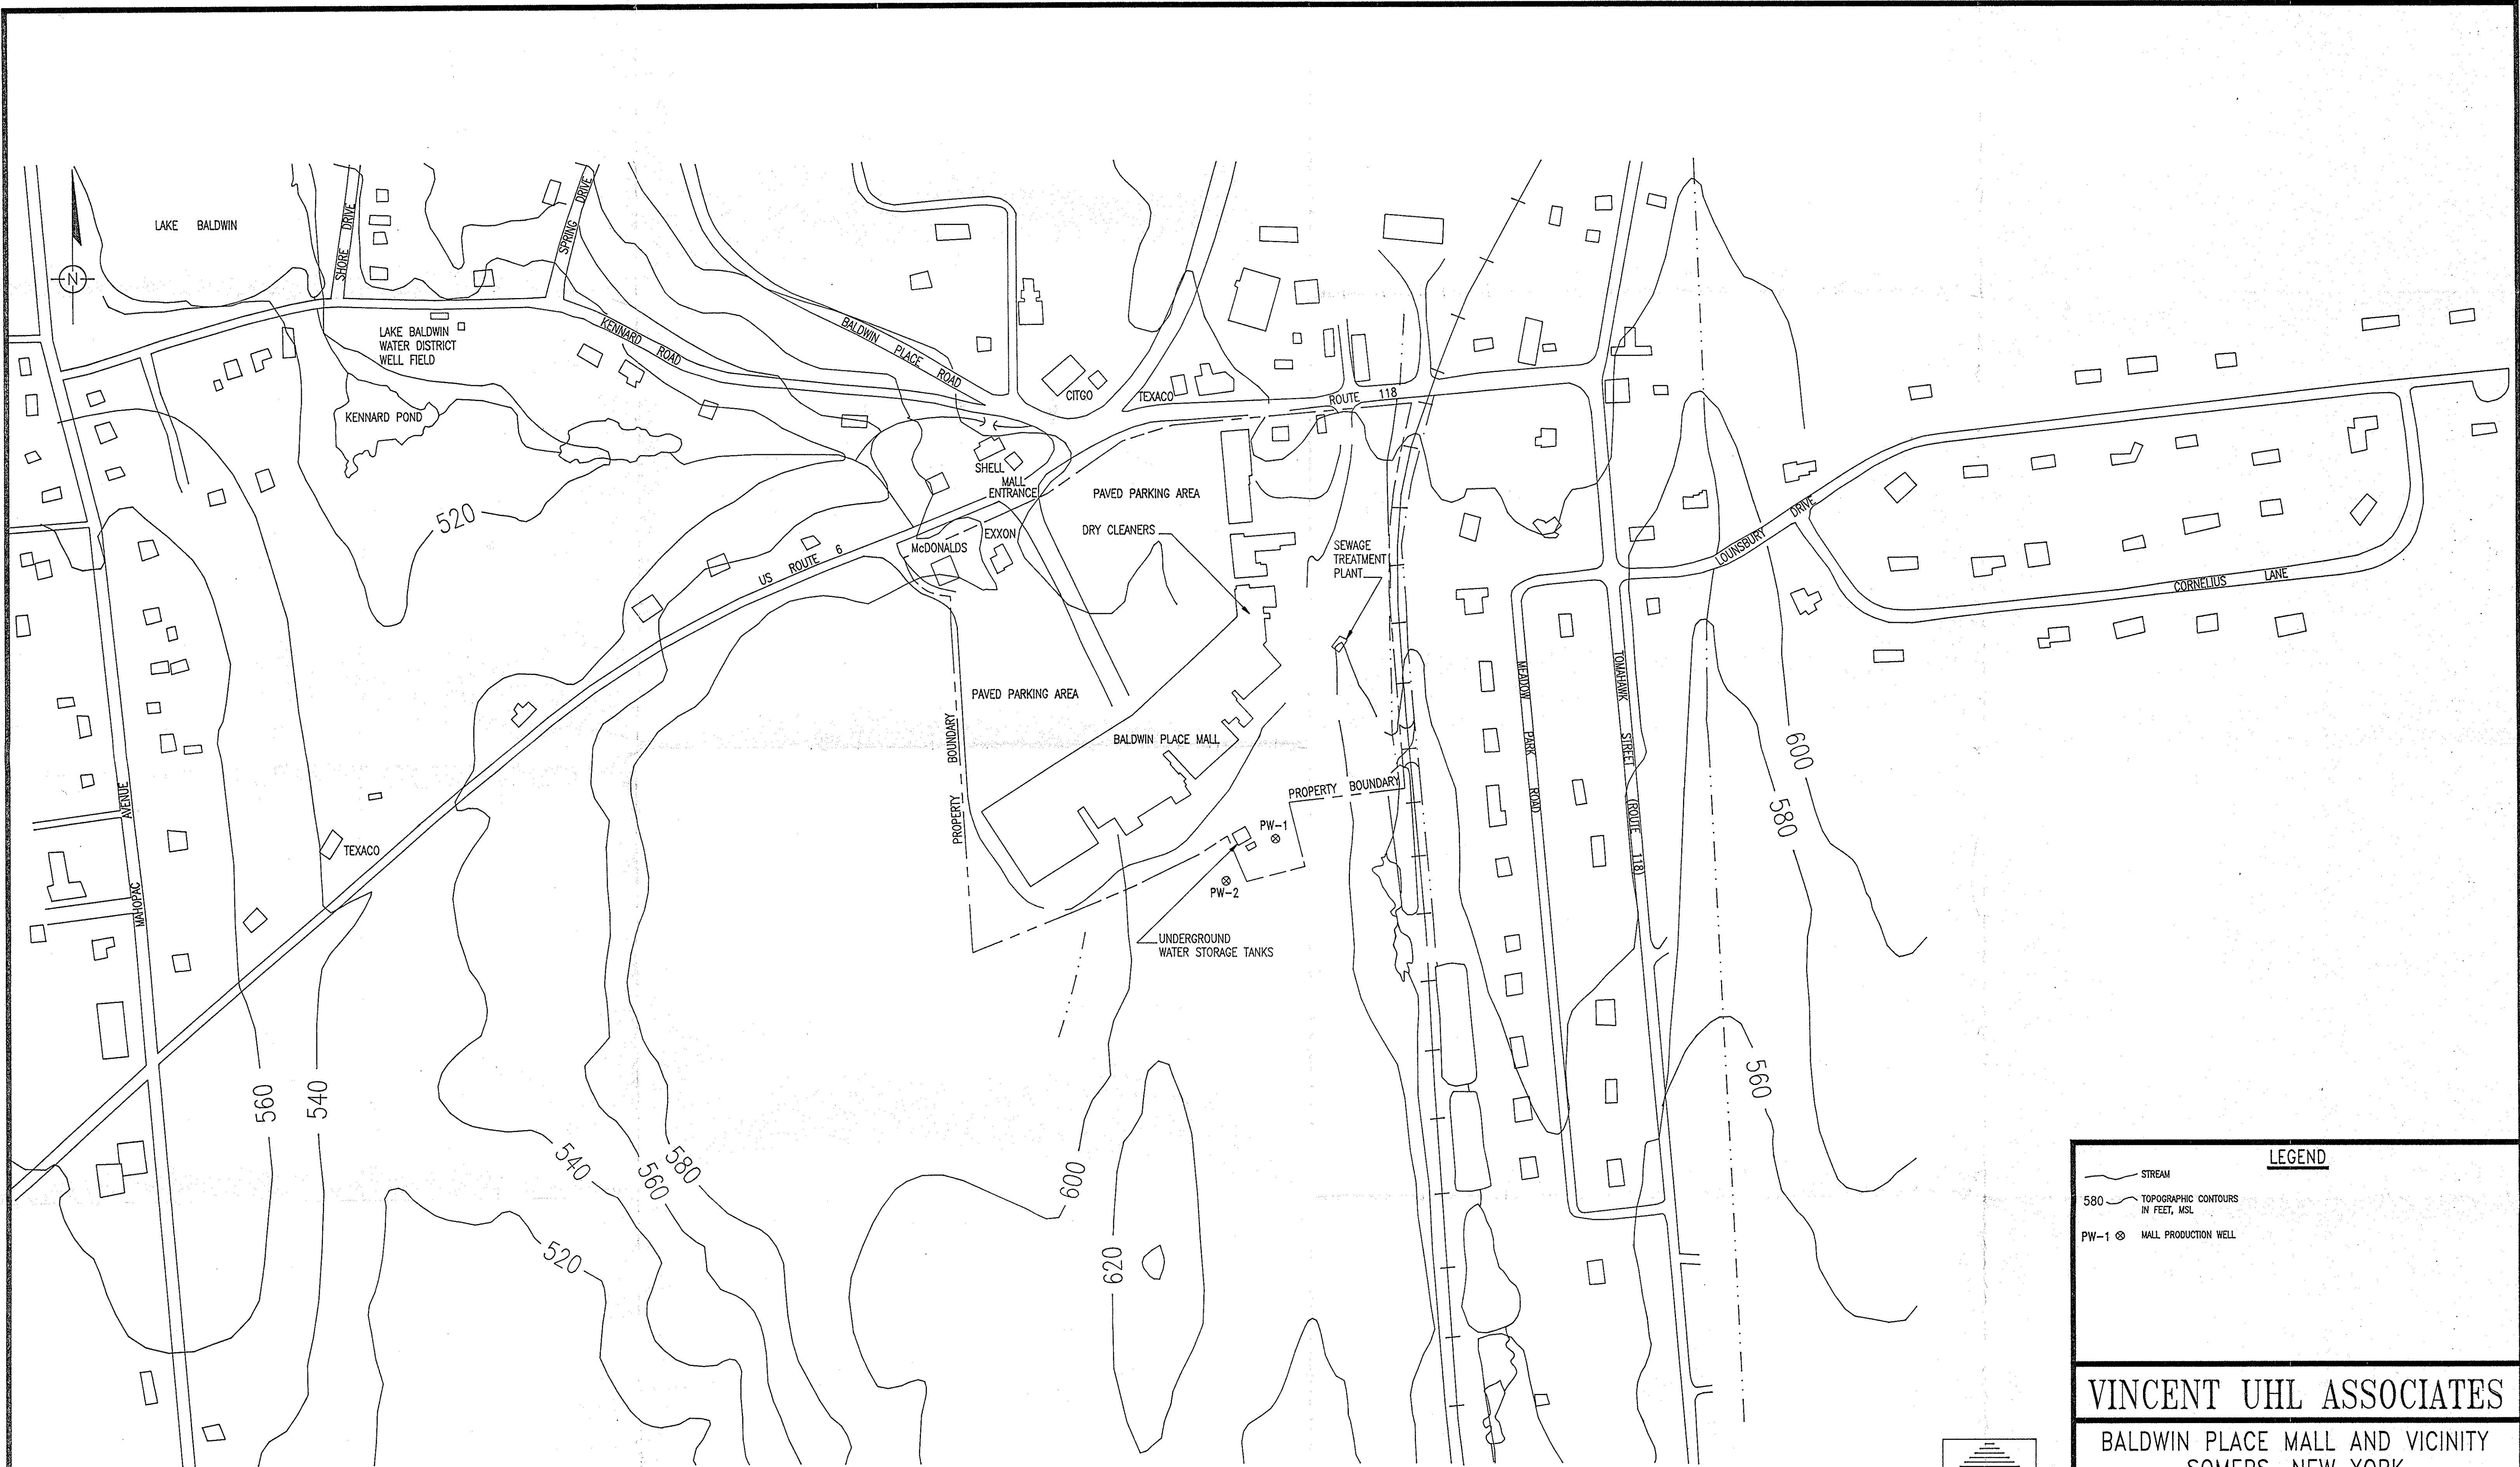 LAKE BALDWIN
N
SHORE DRIVE
SPRING DRIVE
LAKE BALDWIN
WATER DISTRICT
WELL FIELD
KENNARD ROAD
BALDWIN PLACE ROAD
KENNARD POND
CITGO
TEXACO
ROUTE 118
SHELL
MALL
ENTRANCE
PAVED PARKING AREA
520
DRY CLEANERS
EXXON
McDONALDS
US ROUTE 6
SEWAGE
TREATMENT
PLANT
LOUNSBURY DRIVE
CORNELIUS LANE
MEADOW PARK ROAD
TOMAHAWK STREET (ROUTE 118)
PAVED PARKING AREA
PROPERTY BOUNDARY
BALDWIN PLACE MALL
PROPERTY BOUNDARY
600
580
MAHOPAC AVENUE
TEXACO
PW-1
PW-2
UNDERGROUND
WATER STORAGE TANKS
560
540
560
540
560
580
600
520
620
LEGEND
STREAM
580 TOPOGRAPHIC CONTOURS
IN FEET, MSL
PW-1 ⊗ MALL PRODUCTION WELL
VINCENT UHL ASSOCIATES
BALDWIN PLACE MALL AND VICINITY
SOMERS, NEW YORK